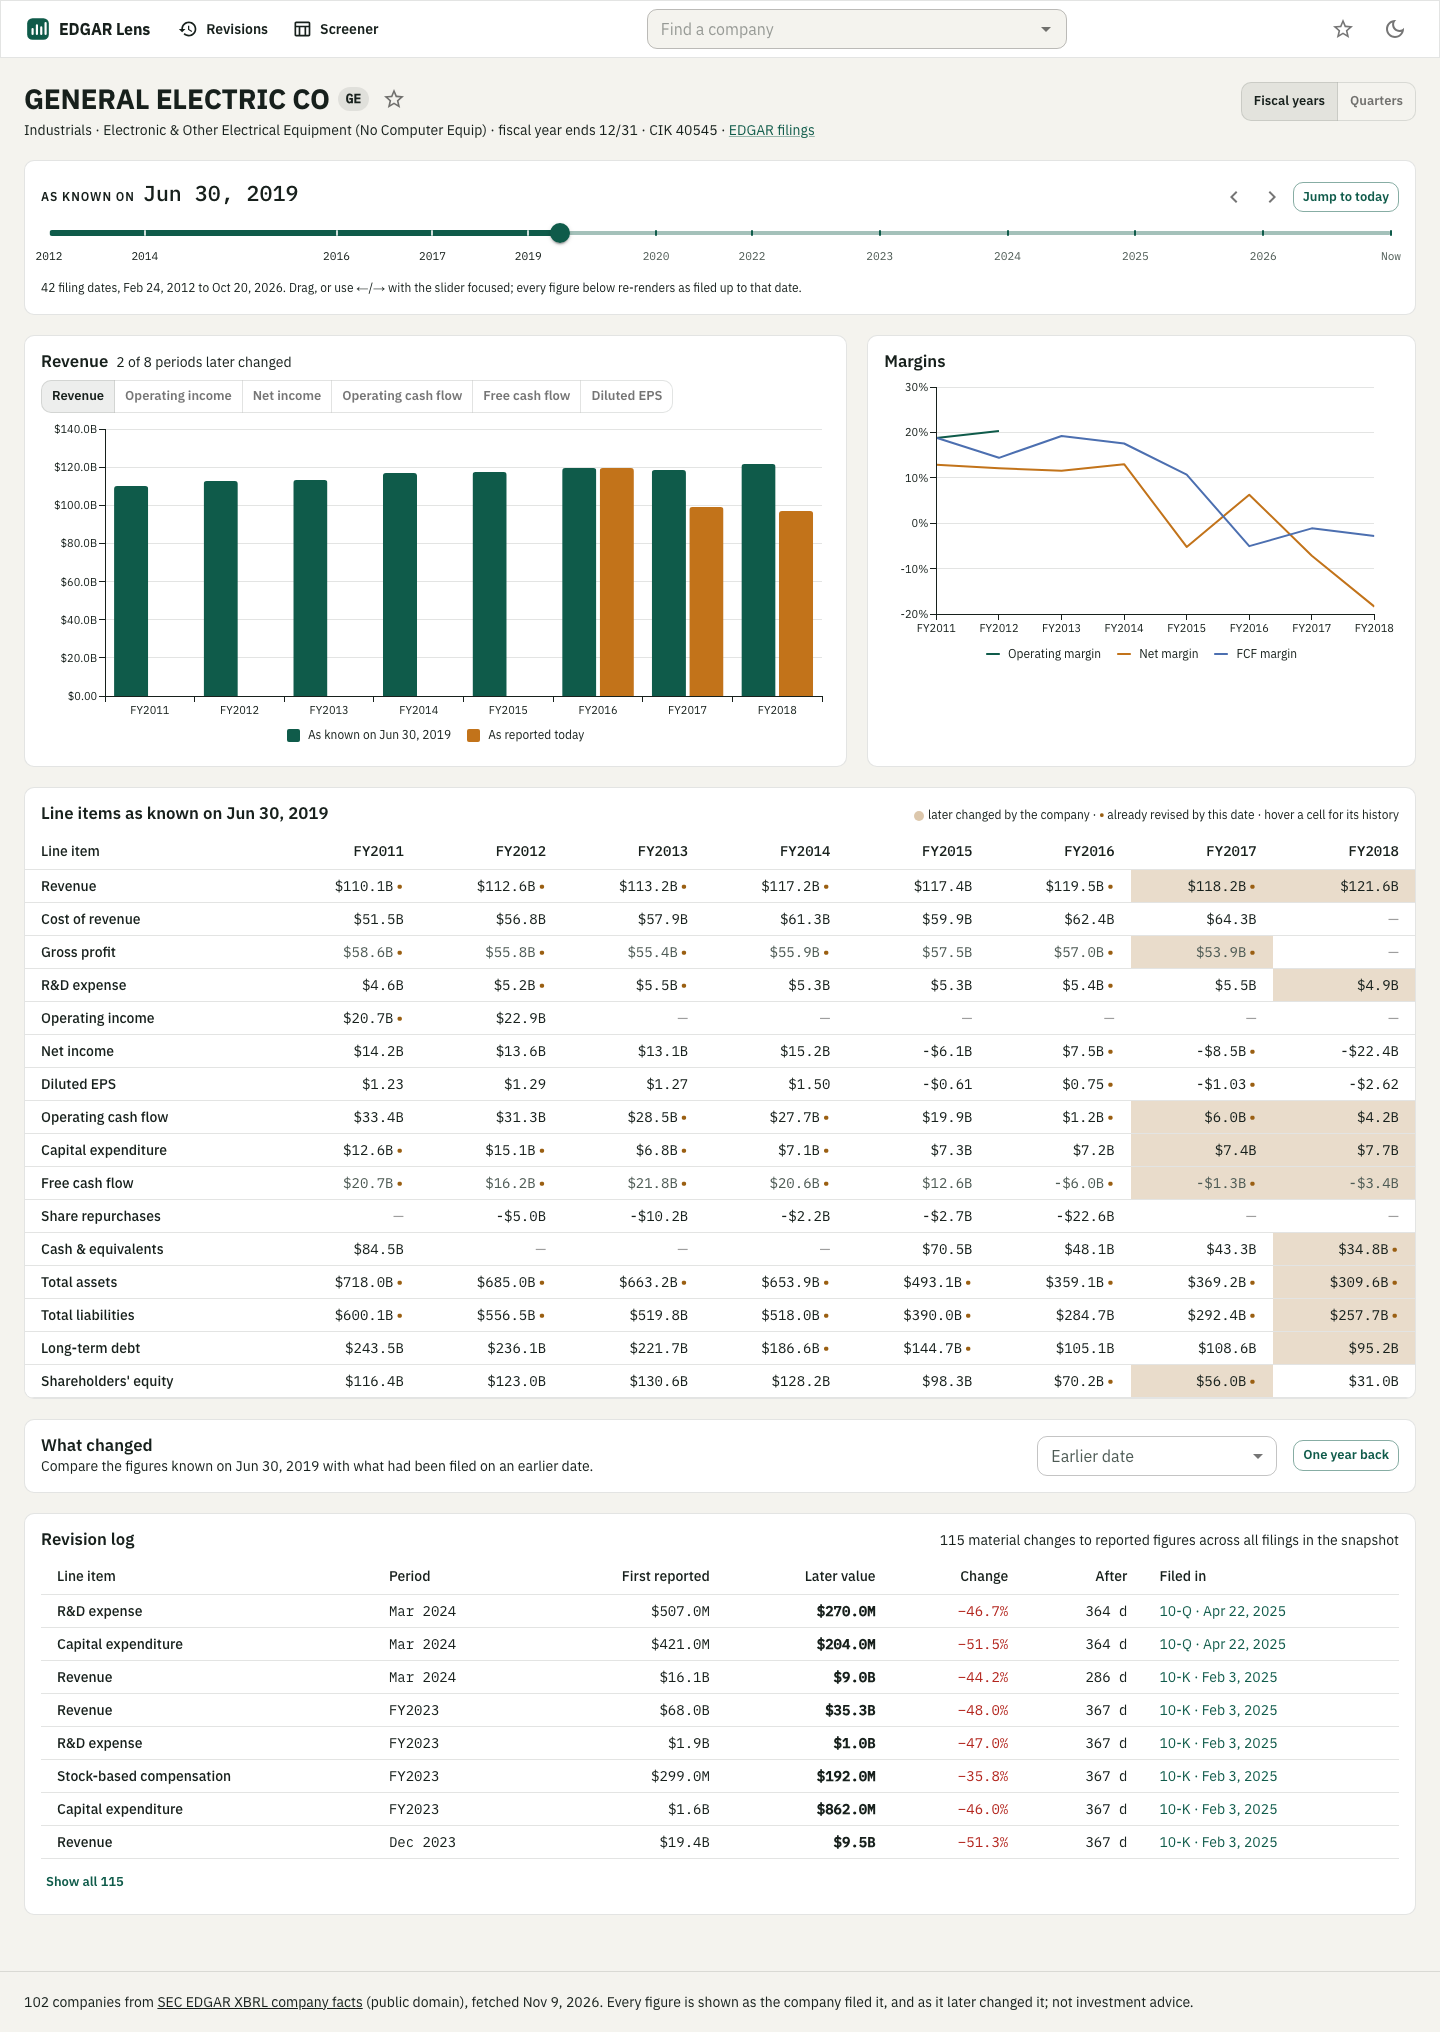 EDGAR Lens Revisions Screener Find a company
GENERAL ELECTRIC CO GE Fiscal years Quarters
Industrials · Electronic & Other Electrical Equipment (No Computer Equip) · fiscal year ends 12/31 · CIK 40545 · EDGAR filings
AS KNOWN ON Jun 30, 2019 Jump to today
2012 2014 2016 2017 2019 2020 2022 2023 2024 2025 2026 Now
42 filing dates, Feb 24, 2012 to Oct 20, 2026. Drag, or use ←/→ with the slider focused; every figure below re-renders as filed up to that date.
Revenue 2 of 8 periods later changed
Revenue Operating income Net income Operating cash flow Free cash flow Diluted EPS
$140.0B
$120.0B
$100.0B
$80.0B
$60.0B
$40.0B
$20.0B
$0.00
FY2011 FY2012 FY2013 FY2014 FY2015 FY2016 FY2017 FY2018
As known on Jun 30, 2019 As reported today
Margins
30%
20%
10%
0%
-10%
-20%
FY2011 FY2012 FY2013 FY2014 FY2015 FY2016 FY2017 FY2018
Operating margin Net margin FCF margin
Line items as known on Jun 30, 2019 later changed by the company · • already revised by this date · hover a cell for its history
Line item FY2011 FY2012 FY2013 FY2014 FY2015 FY2016 FY2017 FY2018
Revenue $110.1B • $112.6B • $113.2B • $117.2B • $117.4B $119.5B • $118.2B • $121.6B
Cost of revenue $51.5B $56.8B $57.9B $61.3B $59.9B $62.4B $64.3B —
Gross profit $58.6B • $55.8B • $55.4B • $55.9B • $57.5B $57.0B • $53.9B • —
R&D expense $4.6B $5.2B • $5.5B • $5.3B $5.3B $5.4B • $5.5B $4.9B
Operating income $20.7B • $22.9B — — — — — —
Net income $14.2B $13.6B $13.1B $15.2B -$6.1B $7.5B • -$8.5B • -$22.4B
Diluted EPS $1.23 $1.29 $1.27 $1.50 -$0.61 $0.75 • -$1.03 • -$2.62
Operating cash flow $33.4B $31.3B $28.5B • $27.7B • $19.9B $1.2B • $6.0B • $4.2B
Capital expenditure $12.6B • $15.1B • $6.8B • $7.1B • $7.3B $7.2B $7.4B $7.7B
Free cash flow $20.7B • $16.2B • $21.8B • $20.6B • $12.6B -$6.0B • -$1.3B • -$3.4B
Share repurchases — -$5.0B -$10.2B -$2.2B -$2.7B -$22.6B — —
Cash & equivalents $84.5B — — — $70.5B $48.1B $43.3B $34.8B •
Total assets $718.0B • $685.0B • $663.2B • $653.9B • $493.1B • $359.1B • $369.2B • $309.6B •
Total liabilities $600.1B • $556.5B • $519.8B $518.0B • $390.0B • $284.7B $292.4B • $257.7B •
Long-term debt $243.5B $236.1B $221.7B $186.6B • $144.7B • $105.1B $108.6B $95.2B
Shareholders' equity $116.4B $123.0B $130.6B $128.2B $98.3B $70.2B • $56.0B • $31.0B
What changed
Compare the figures known on Jun 30, 2019 with what had been filed on an earlier date. Earlier date One year back
Revision log 115 material changes to reported figures across all filings in the snapshot
Line item Period First reported Later value Change After Filed in
R&D expense Mar 2024 $507.0M $270.0M −46.7% 364 d 10-Q · Apr 22, 2025
Capital expenditure Mar 2024 $421.0M $204.0M −51.5% 364 d 10-Q · Apr 22, 2025
Revenue Mar 2024 $16.1B $9.0B −44.2% 286 d 10-K · Feb 3, 2025
Revenue FY2023 $68.0B $35.3B −48.0% 367 d 10-K · Feb 3, 2025
R&D expense FY2023 $1.9B $1.0B −47.0% 367 d 10-K · Feb 3, 2025
Stock-based compensation FY2023 $299.0M $192.0M −35.8% 367 d 10-K · Feb 3, 2025
Capital expenditure FY2023 $1.6B $862.0M −46.0% 367 d 10-K · Feb 3, 2025
Revenue Dec 2023 $19.4B $9.5B −51.3% 367 d 10-K · Feb 3, 2025
Show all 115
102 companies from SEC EDGAR XBRL company facts (public domain), fetched Nov 9, 2026. Every figure is shown as the company filed it, and as it later changed it; not investment advice.